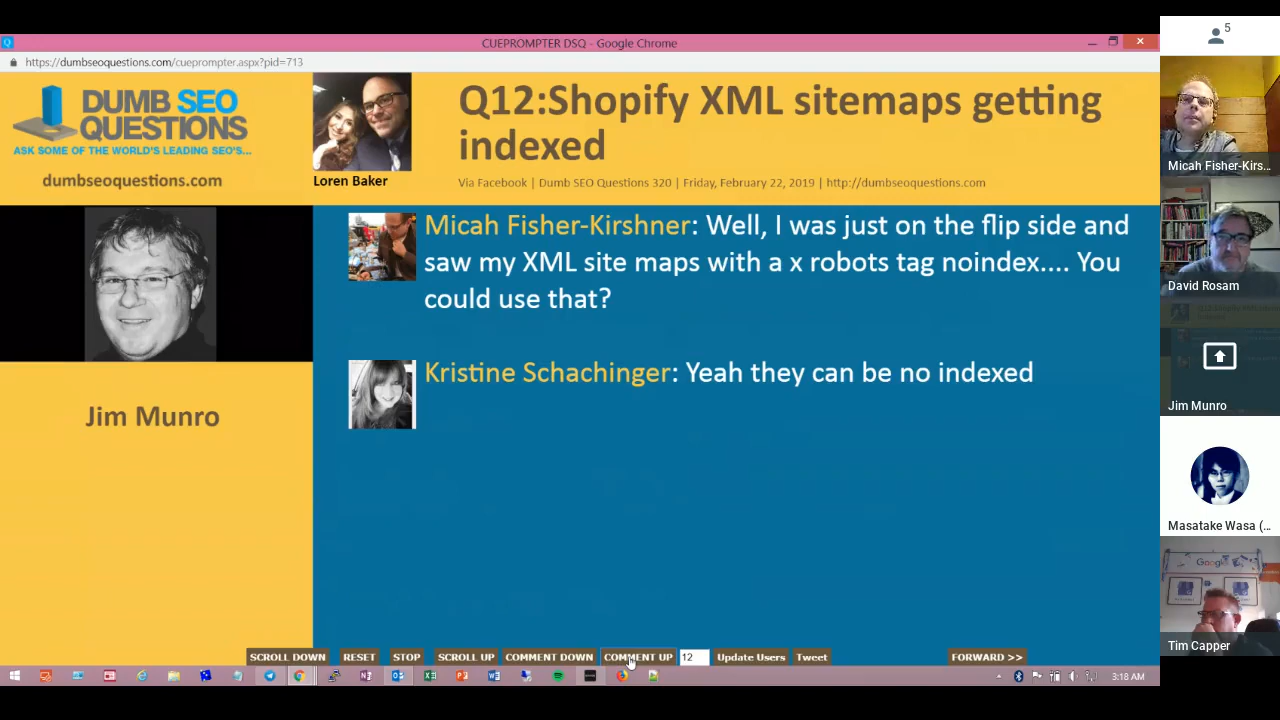 CUEPROMPTER DSQ - Google Chrome
https://dumbseoquestions.com/cueprompter.aspx?pid=713
DUMB SEO
QUESTIONS
ASK SOME OF THE WORLD'S LEADING SEO'S...
dumbseoquestions.com
Loren Baker
Q12:Shopify XML sitemaps getting
indexed
Via Facebook | Dumb SEO Questions 320 | Friday, February 22, 2019 | http://dumbseoquestions.com
Jim Munro
Micah Fisher-Kirshner: Well, I was just on the flip side and
saw my XML site maps with a x robots tag noindex.... You
could use that?
Kristine Schachinger: Yeah they can be no indexed
SCROLL DOWN
RESET
STOP
SCROLL UP
COMMENT DOWN
COMMENT UP
12
Update Users
Tweet
FORWARD >>
3:18 AM
5
Micah Fisher-Kirs...
David Rosam
Jim Munro
Masatake Wasa (...
Google
Tim Capper